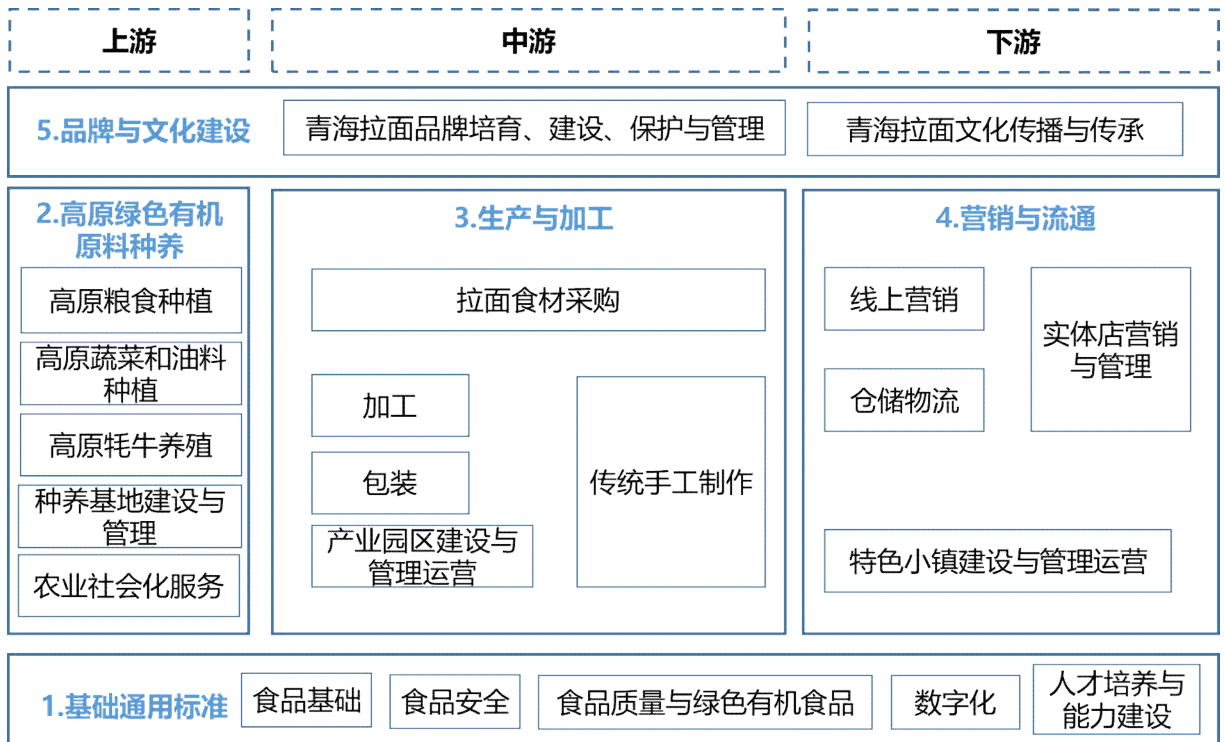 上游
中游
下游
5.品牌与文化建设
青海拉面品牌培育、建设、保护与管理
青海拉面文化传播与传承
2.高原绿色有机
原料种养
高原粮食种植
高原蔬菜和油料
种植
高原牦牛养殖
种养基地建设与
管理
农业社会化服务
3.生产与加工
拉面食材采购
加工
包装
产业园区建设与
管理运营
传统手工制作
4.营销与流通
线上营销
仓储物流
实体店营销
与管理
特色小镇建设与管理运营
1.基础通用标准
食品基础
食品安全
食品质量与绿色有机食品
数字化
人才培养与
能力建设